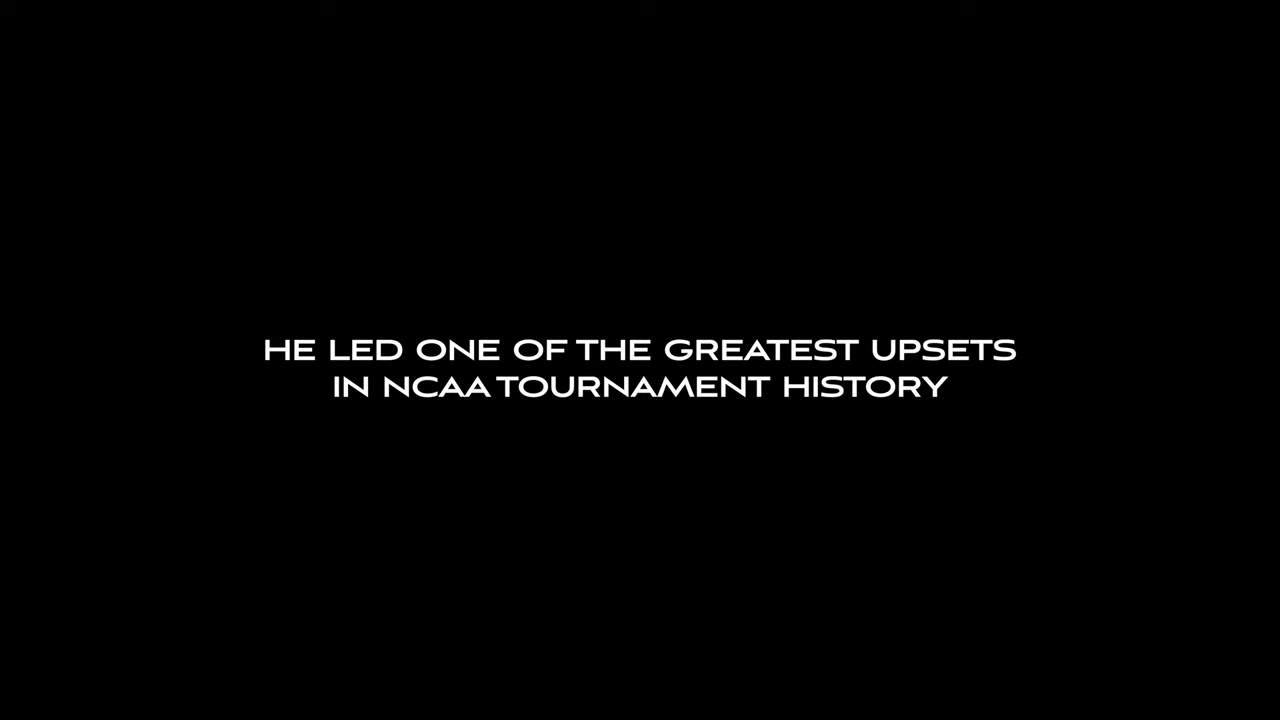 HE LED ONE OF THE GREATEST UPSETS
IN NCAA TOURNAMENT HISTORY